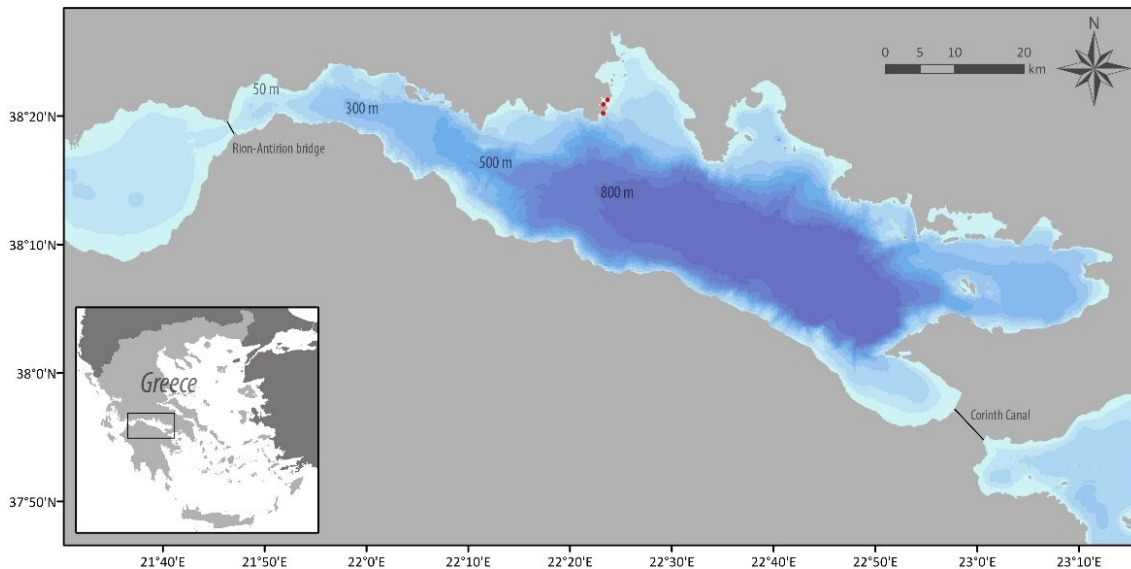 N
0 5 10 20
km
38°20'N
38°10'N
38°0'N
37°50'N
50 m
300 m
500 m
800 m
Rion-Antirion bridge
Corinth Canal
Greece
21°40'E 21°50'E 22°0'E 22°10'E 22°20'E 22°30'E 22°40'E 22°50'E 23°0'E 23°10'E